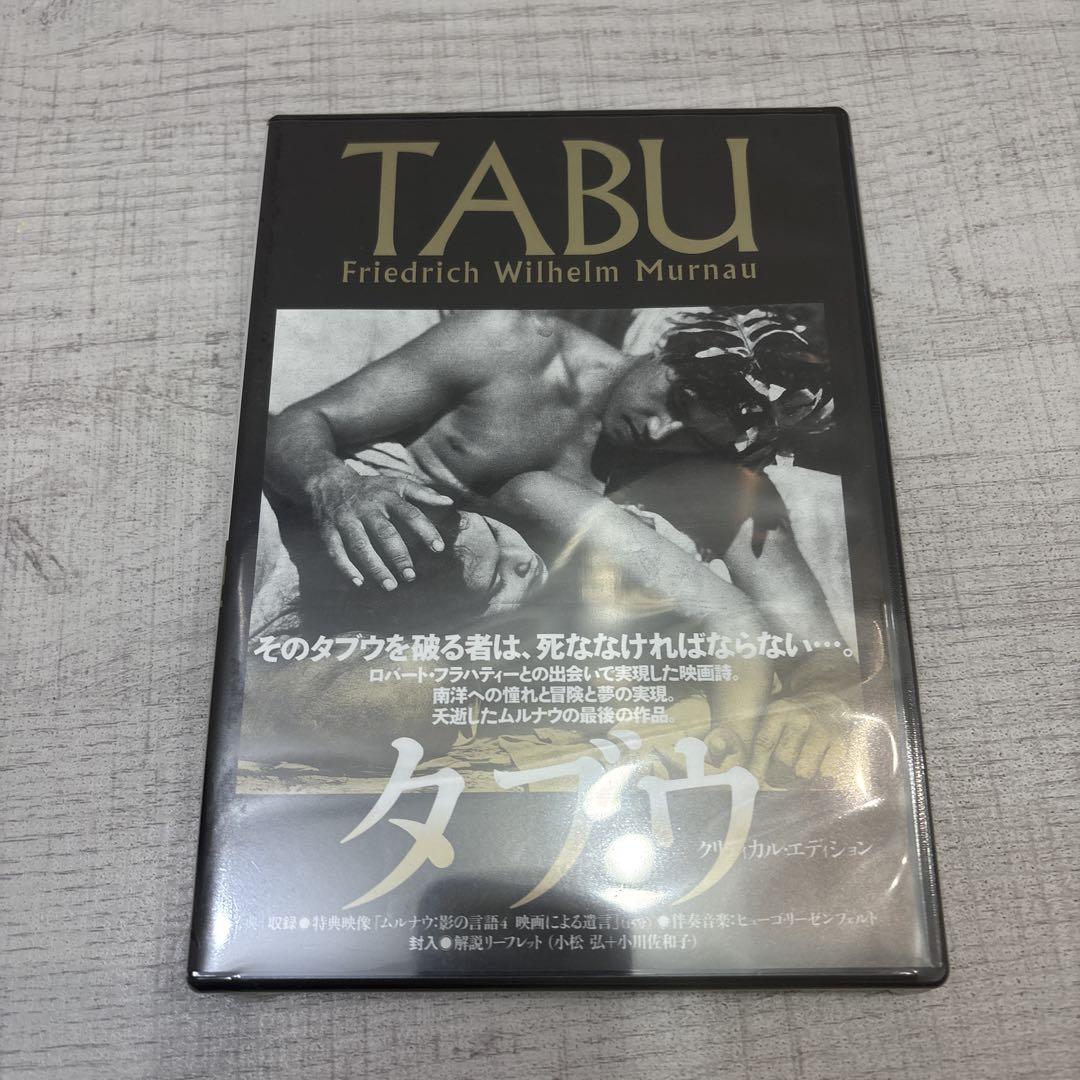 TABU
Friedrich Wilhelm Murnau
そのタブウを破る者は、死ななければならない…。
ロバート・フラハティーとの出会いで実現した映画詩。
南洋への憧れと冒険と夢の実現。
夭逝したムルナウの最後の作品。
タブウ
クリティカル・エディション
収録●特典映像「ムルナウ:影の言語4 映画による遺言」 ●伴奏音楽:ヒューゴ・リーゼンフェルト
封入●解説リーフレット (小松 弘+小川佐和子)